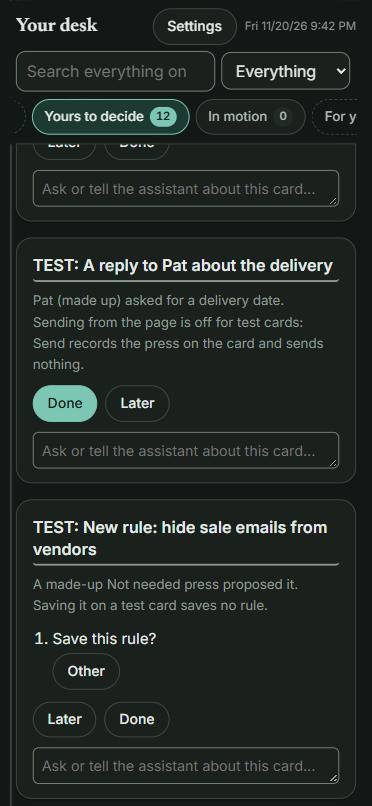 Your desk
Settings
Fri 11/20/26 9:42 PM
Search everything on
Everything
Yours to decide 12
In motion 0
For y
Later
Done
Ask or tell the assistant about this card...
TEST: A reply to Pat about the delivery
Pat (made up) asked for a delivery date.
Sending from the page is off for test cards:
Send records the press on the card and sends
nothing.
Done
Later
Ask or tell the assistant about this card...
TEST: New rule: hide sale emails from
vendors
A made-up Not needed press proposed it.
Saving it on a test card saves no rule.
1. Save this rule?
Other
Later
Done
Ask or tell the assistant about this card...